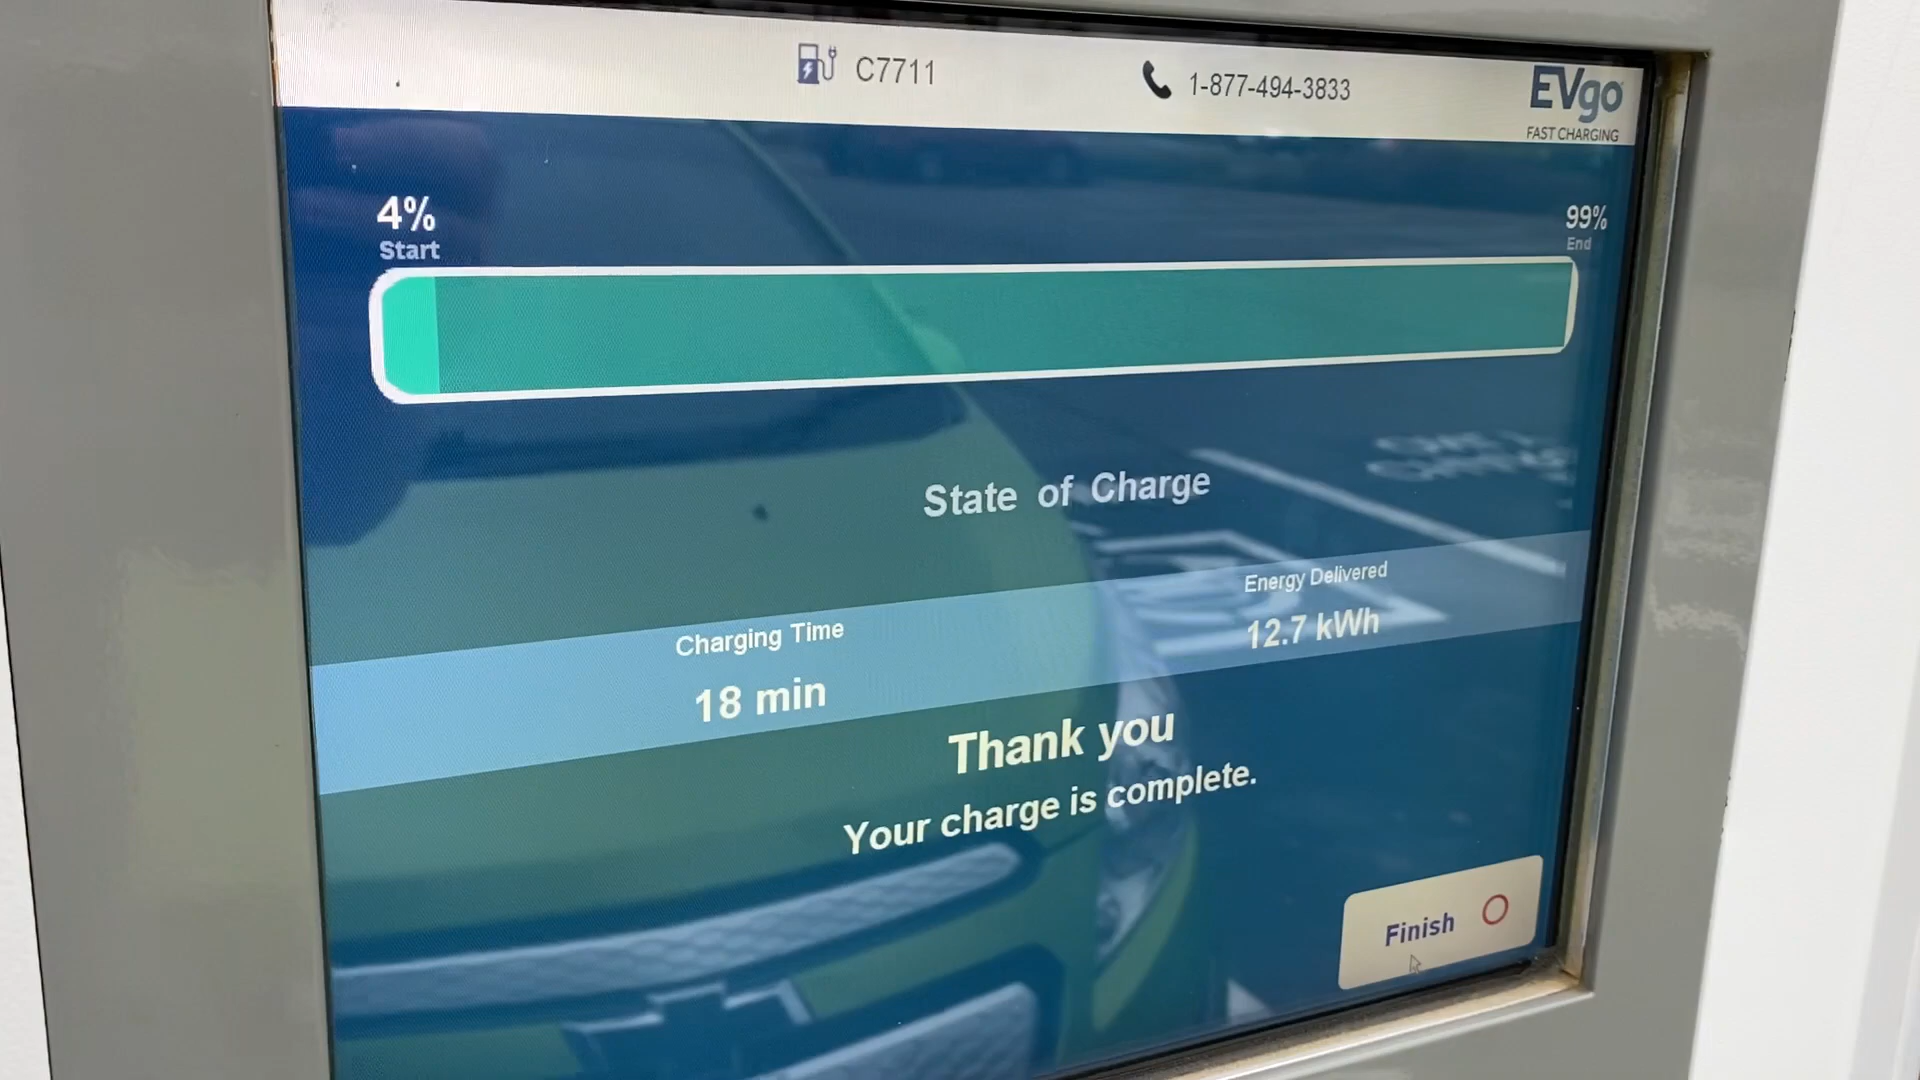 C7711
1-877-494-3833
EVgo
FAST CHARGING
4%
Start
99%
End
State of Charge
Charging Time
18 min
Energy Delivered
12.7 kWh
Thank you
Your charge is complete.
Finish